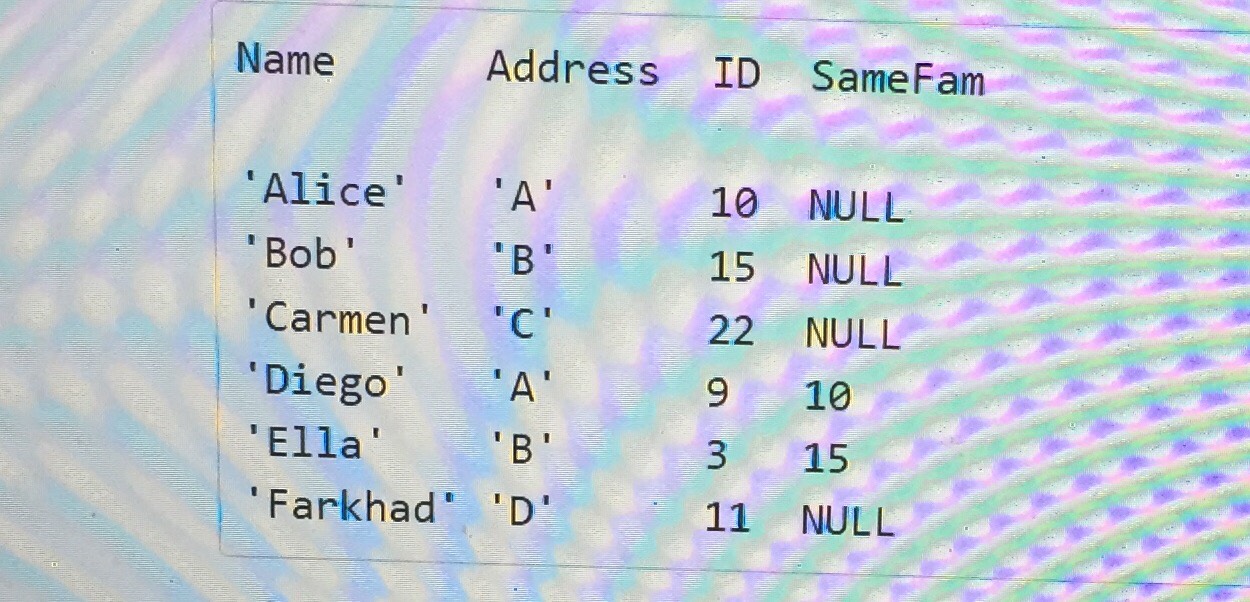 Name Address ID SameFam
'Alice' 'A' 10 NULL
'Bob' 'B' 15 NULL
'Carmen' 'C' 22 NULL
'Diego' 'A' 9 10
'Ella' 'B' 3 15
'Farkhad' 'D' 11 NULL